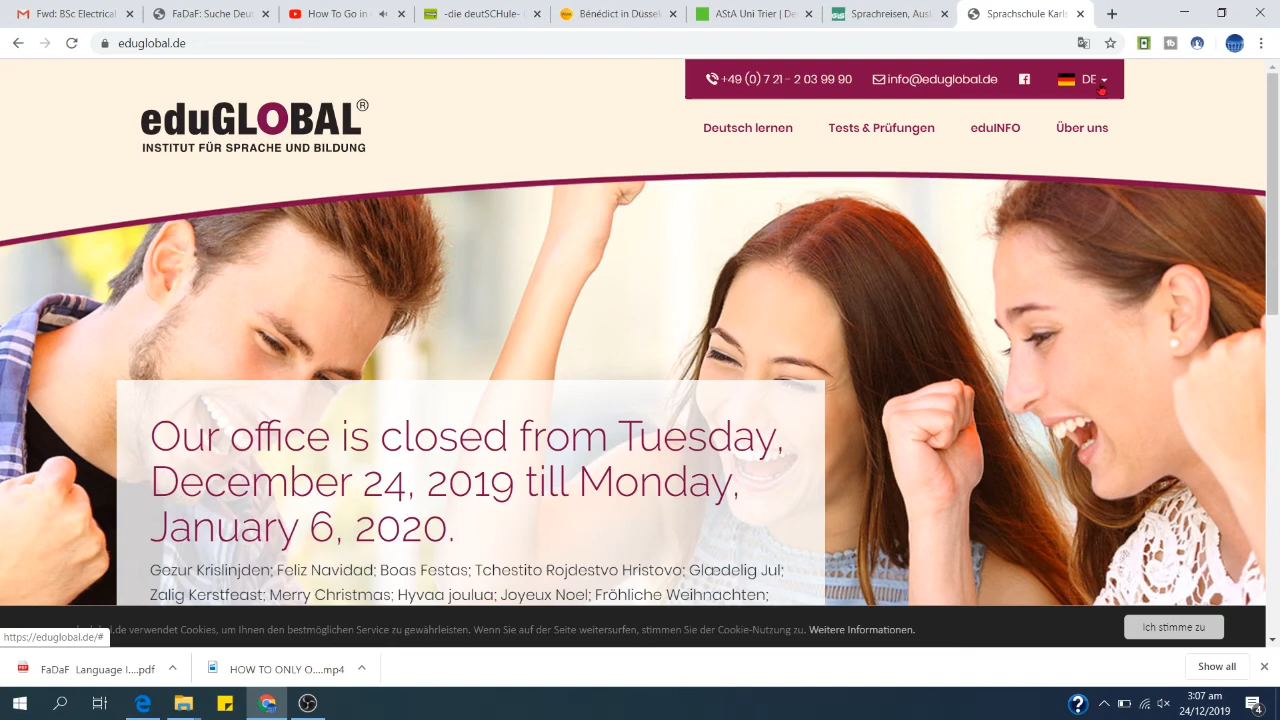 Fwd: BSc Electrical
FaDaF: Suche Deut
Fwd: How To Go in
-die deutSCHule-
Bénédict in Düssel
AStA Uni Trier | De
Sprachreisen, Ausl
Sprachschule Karls
eduglobal.de
+49 (0) 7 21 - 2 03 99 90 info@eduglobal.de DE
eduGLOBAL®
INSTITUT FÜR SPRACHE UND BILDUNG
Deutsch lernen Tests & Prüfungen eduINFO Über uns
Our office is closed from Tuesday,
December 24, 2019 till Monday,
January 6, 2020.
Gezur Krislinjden; Feliz Navidad; Boas Festas; Tchestito Rojdestvo Hristovo; Glædelig Jul;
Zalig Kerstfeast; Merry Christmas; Hyvaa joulua; Joyeux Noel; Fröhliche Weihnachten;
.de verwendet Cookies, um Ihnen den bestmöglichen Service zu gewährleisten. Wenn Sie auf der Seite weitersurfen, stimmen Sie der Cookie-Nutzung zu. Weitere Informationen.
Ich stimme zu
https://eduglobal.de/#
FaDaF Language I....pdf
HOW TO ONLY O....mp4
Show all
3:07 am
24/12/2019
4